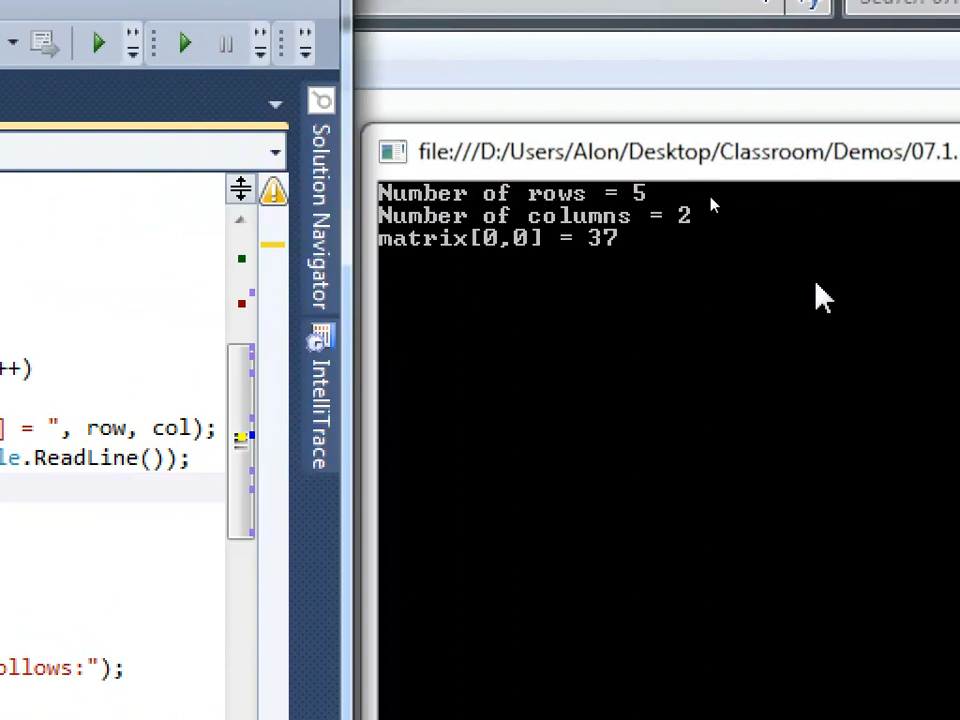 file:///D:/Users/Alon/Desktop/Classroom/Demos/07.1.
Solution Navigator
IntelliTrace
Number of rows = 5
Number of columns = 2
matrix[0,0] = 37
++)
] = ", row, col);
le.ReadLine());
ollows:");